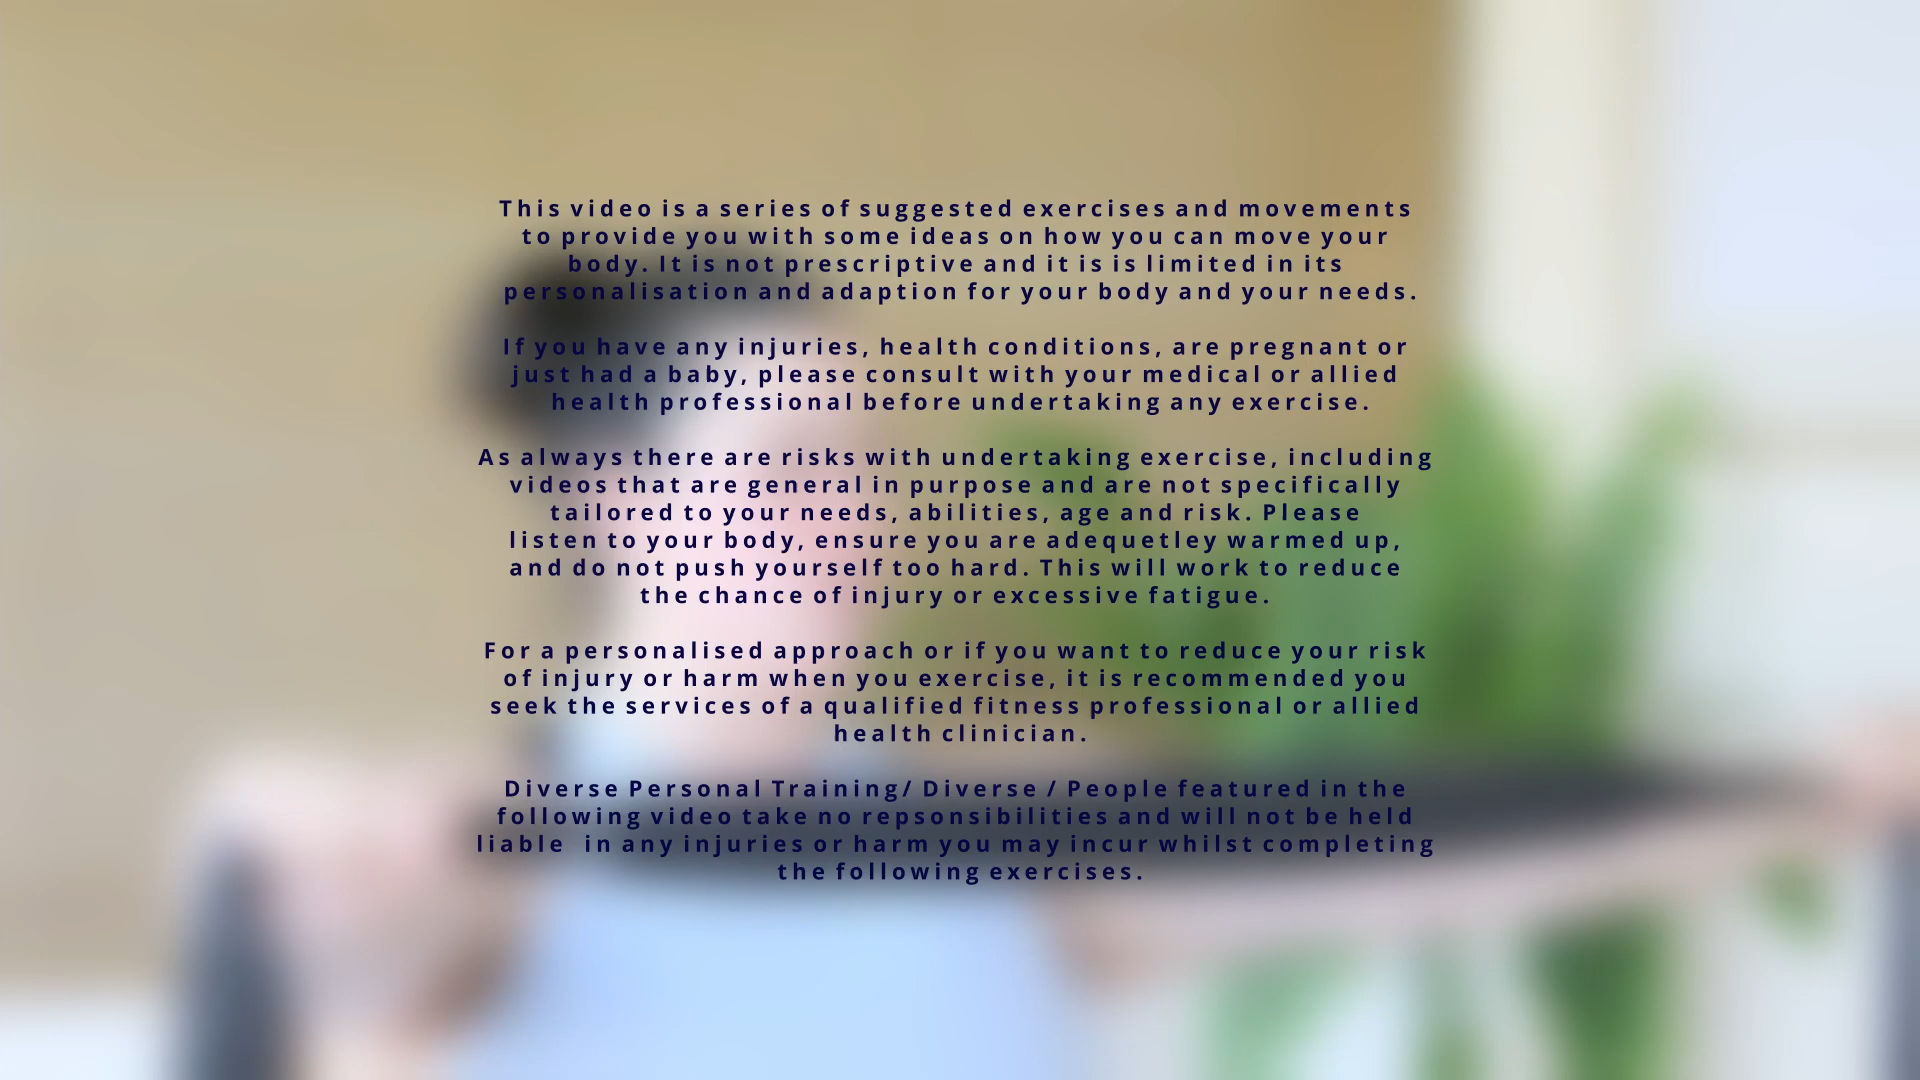 This video is a series of suggested exercises and movements
to provide you with some ideas on how you can move your
body. It is not prescriptive and it is is limited in its
personalisation and adaption for your body and your needs.
If you have any injuries, health conditions, are pregnant or
just had a baby, please consult with your medical or allied
health professional before undertaking any exercise.
As always there are risks with undertaking exercise, including
videos that are general in purpose and are not specifically
tailored to your needs, abilities, age and risk. Please
listen to your body, ensure you are adequetley warmed up,
and do not push yourself too hard. This will work to reduce
the chance of injury or excessive fatigue.
For a personalised approach or if you want to reduce your risk
of injury or harm when you exercise, it is recommended you
seek the services of a qualified fitness professional or allied
health clinician.
Diverse Personal Training/ Diverse / People featured in the
following video take no repsonsibilities and will not be held
liable  in any injuries or harm you may incur whilst completing
the following exercises.